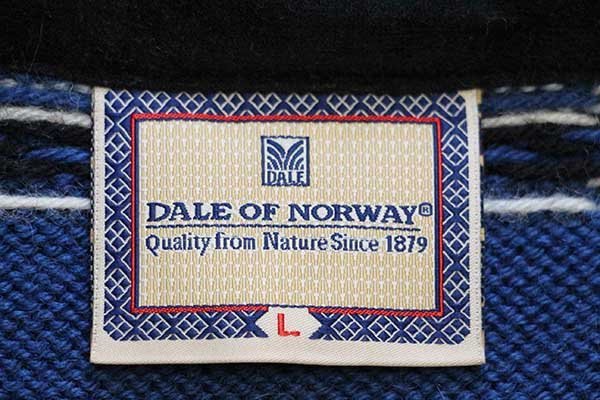 DALE
DALE OF NORWAY®
Quality from Nature Since 1879
L